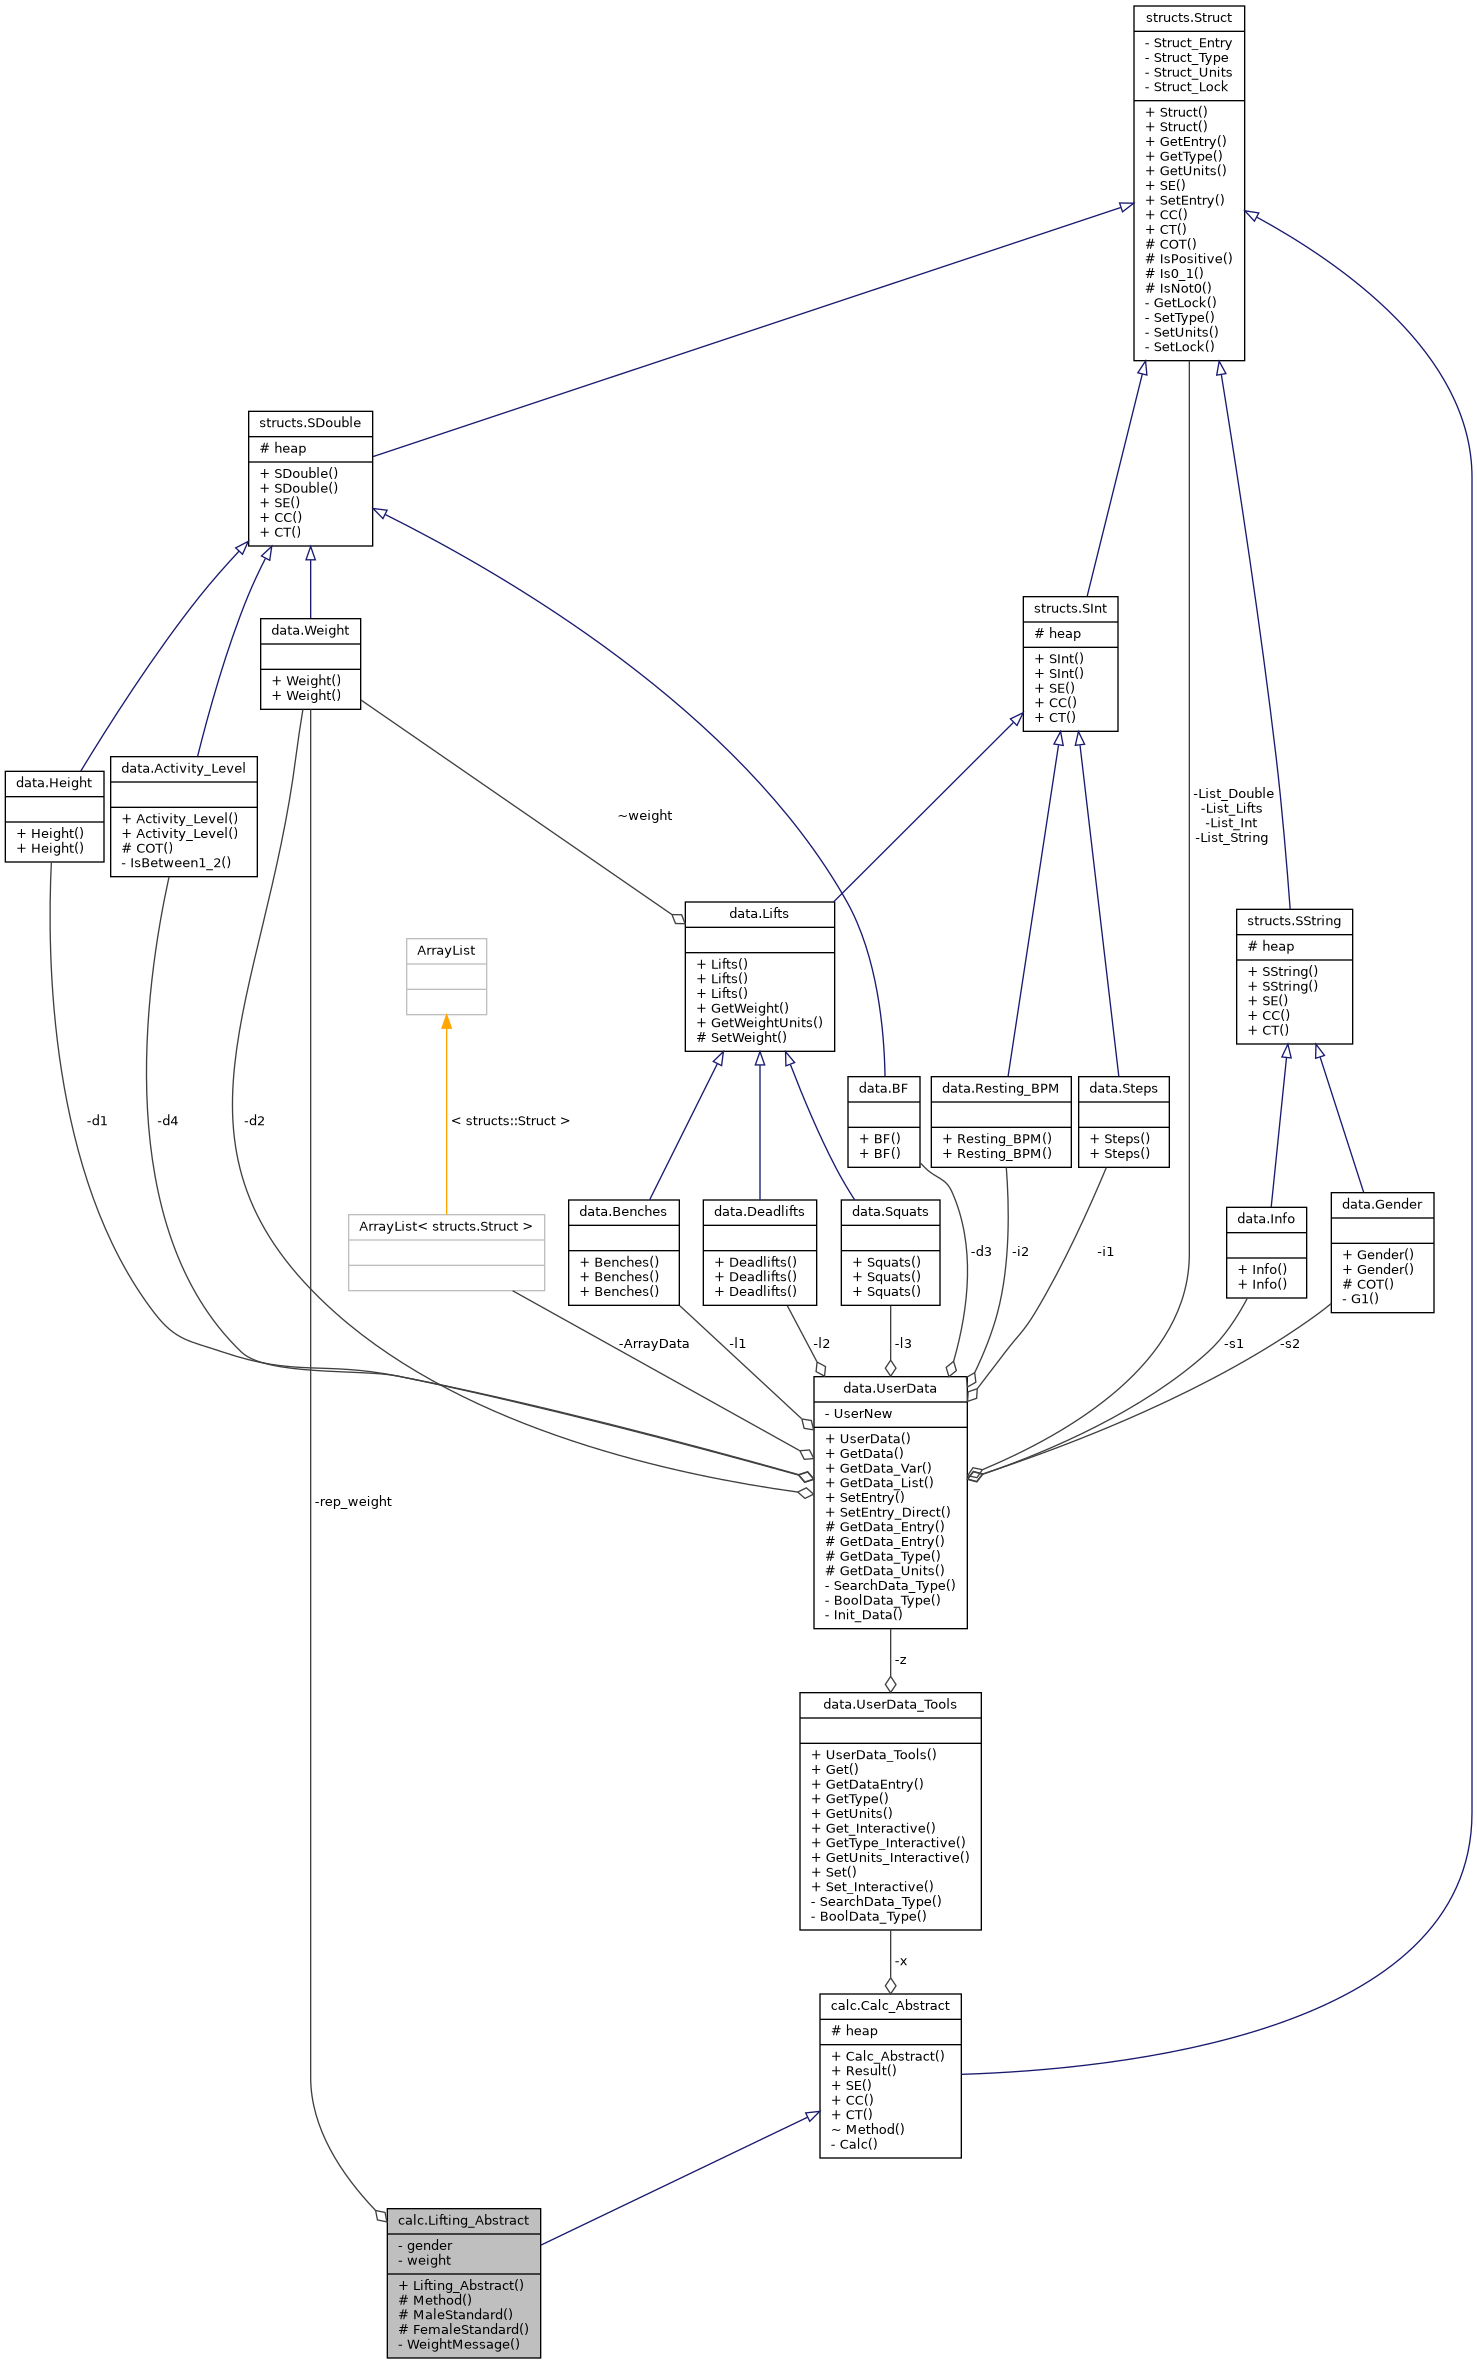 structs.Struct
- Struct_Entry
- Struct_Type
- Struct_Units
- Struct_Lock
+ Struct()
+ Struct()
+ GetEntry()
+ GetType()
+ GetUnits()
+ SE()
+ SetEntry()
+ CC()
+ CT()
# COT()
# IsPositive()
# Is0_1()
# IsNot0()
- GetLock()
- SetType()
- SetUnits()
- SetLock()
structs.SDouble
# heap
+ SDouble()
+ SDouble()
+ SE()
+ CC()
+ CT()
structs.SInt
# heap
+ SInt()
+ SInt()
+ SE()
+ CC()
+ CT()
data.Weight
+ Weight()
+ Weight()
data.Height
+ Height()
+ Height()
data.Activity_Level
+ Activity_Level()
+ Activity_Level()
# COT()
- IsBetween1_2()
~weight
-List_Double
-List_Lifts
-List_Int
-List_String
data.Lifts
+ Lifts()
+ Lifts()
+ Lifts()
+ GetWeight()
+ GetWeightUnits()
# SetWeight()
structs.SString
# heap
+ SString()
+ SString()
+ SE()
+ CC()
+ CT()
ArrayList
data.BF
+ BF()
+ BF()
data.Resting_BPM
+ Resting_BPM()
+ Resting_BPM()
data.Steps
+ Steps()
+ Steps()
-d1
-d4
-d2
< structs::Struct >
ArrayList< structs.Struct >
data.Benches
+ Benches()
+ Benches()
+ Benches()
data.Deadlifts
+ Deadlifts()
+ Deadlifts()
+ Deadlifts()
data.Squats
+ Squats()
+ Squats()
+ Squats()
-d3
-i2
-i1
data.Info
+ Info()
+ Info()
data.Gender
+ Gender()
+ Gender()
# COT()
- G1()
-ArrayData
-l1
-l2
-l3
-s1
-s2
data.UserData
- UserNew
+ UserData()
+ GetData()
+ GetData_Var()
+ GetData_List()
+ SetEntry()
+ SetEntry_Direct()
# GetData_Entry()
# GetData_Entry()
# GetData_Type()
# GetData_Units()
- SearchData_Type()
- BoolData_Type()
- Init_Data()
-rep_weight
-z
data.UserData_Tools
+ UserData_Tools()
+ Get()
+ GetDataEntry()
+ GetType()
+ GetUnits()
+ Get_Interactive()
+ GetType_Interactive()
+ GetUnits_Interactive()
+ Set()
+ Set_Interactive()
- SearchData_Type()
- BoolData_Type()
-x
calc.Calc_Abstract
# heap
+ Calc_Abstract()
+ Result()
+ SE()
+ CC()
+ CT()
~ Method()
- Calc()
calc.Lifting_Abstract
- gender
- weight
+ Lifting_Abstract()
# Method()
# MaleStandard()
# FemaleStandard()
- WeightMessage()